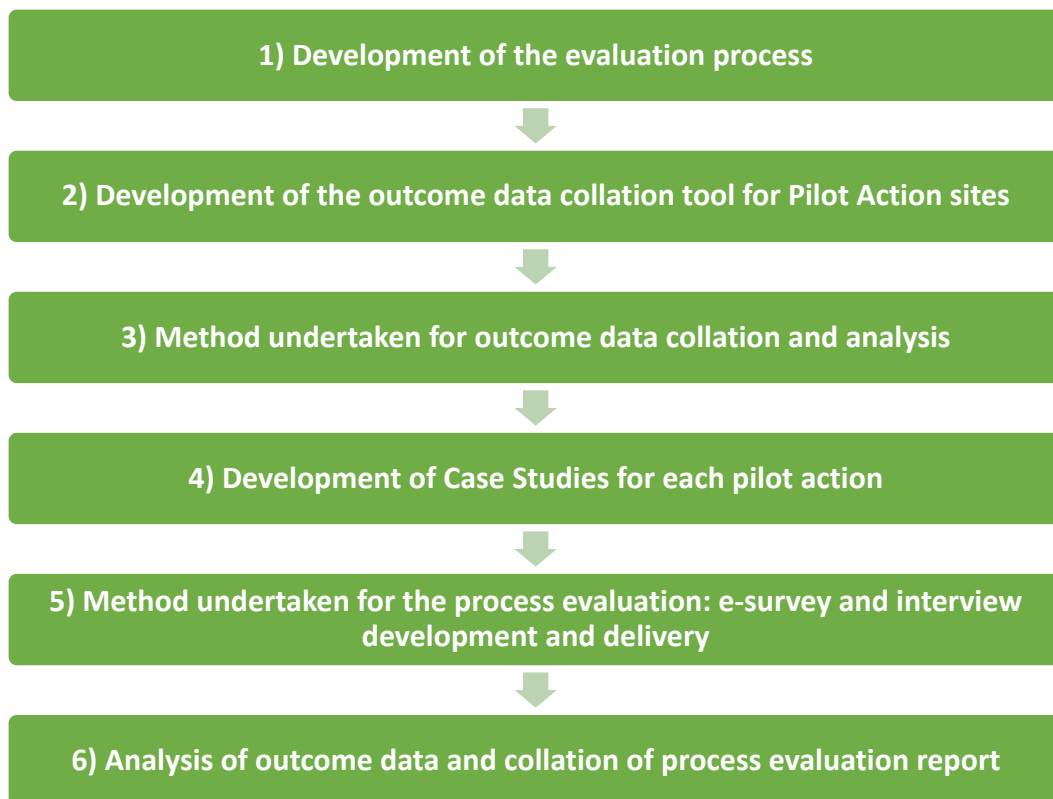 1) Development of the evaluation process
2) Development of the outcome data collation tool for Pilot Action sites
3) Method undertaken for outcome data collation and analysis
4) Development of Case Studies for each pilot action
5) Method undertaken for the process evaluation: e-survey and interview
development and delivery
6) Analysis of outcome data and collation of process evaluation report